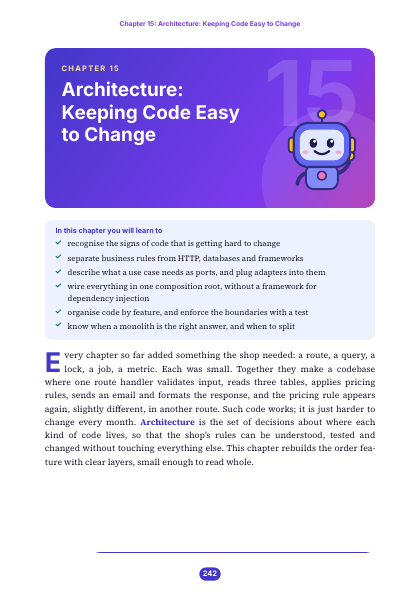 Chapter 15: Architecture: Keeping Code Easy to Change
CHAPTER 15
15
Architecture:
Keeping Code Easy
to Change
In this chapter you will learn to
recognise the signs of code that is getting hard to change
separate business rules from HTTP, databases and frameworks
describe what a use case needs as ports, and plug adapters into them
wire everything in one composition root, without a framework for
dependency injection
organise code by feature, and enforce the boundaries with a test
know when a monolith is the right answer, and when to split
Every chapter so far added something the shop needed: a route, a query, a
lock, a job, a metric. Each was small. Together they make a codebase
where one route handler validates input, reads three tables, applies pricing
rules, sends an email and formats the response, and the pricing rule appears
again, slightly different, in another route. Such code works; it is just harder to
change every month. Architecture is the set of decisions about where each
kind of code lives, so that the shop's rules can be understood, tested and
changed without touching everything else. This chapter rebuilds the order fea-
ture with clear layers, small enough to read whole.
242